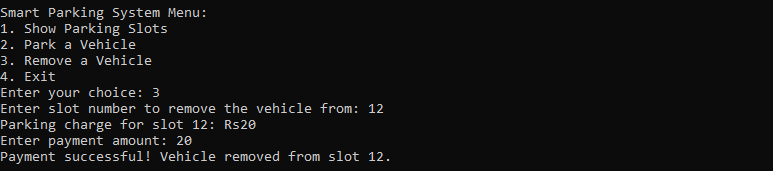 Smart Parking System Menu:
1. Show Parking Slots
2. Park a Vehicle
3. Remove a Vehicle
4. Exit
Enter your choice: 3
Enter slot number to remove the vehicle from: 12
Parking charge for slot 12: Rs20
Enter payment amount: 20
Payment successful! Vehicle removed from slot 12.